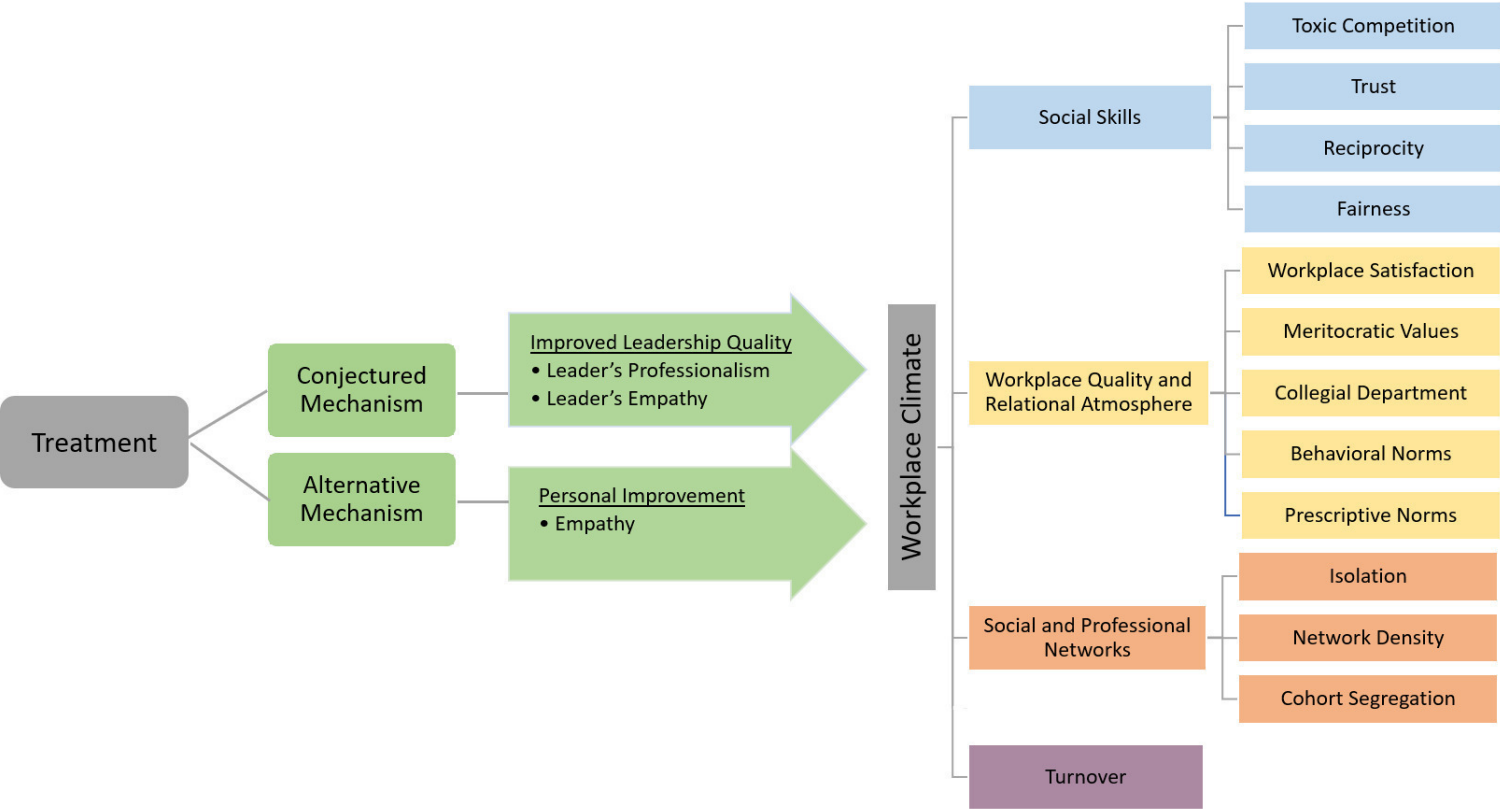 Treatment
Conjectured
Mechanism
Alternative
Mechanism
Improved Leadership Quality
• Leader’s Professionalism
• Leader’s Empathy
Personal Improvement
• Empathy
Workplace Climate
Social Skills
Toxic Competition
Trust
Reciprocity
Fairness
Workplace Quality and
Relational Atmosphere
Workplace Satisfaction
Meritocratic Values
Collegial Department
Behavioral Norms
Prescriptive Norms
Social and Professional
Networks
Isolation
Network Density
Cohort Segregation
Turnover